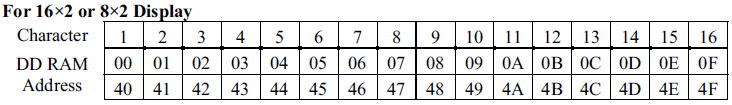 For 16×2 or 8×2 Display
Character 1 2 3 4 5 6 7 8 9 10 11 12 13 14 15 16
DD RAM 00 01 02 03 04 05 06 07 08 09 0A 0B 0C 0D 0E 0F
Address 40 41 42 43 44 45 46 47 48 49 4A 4B 4C 4D 4E 4F